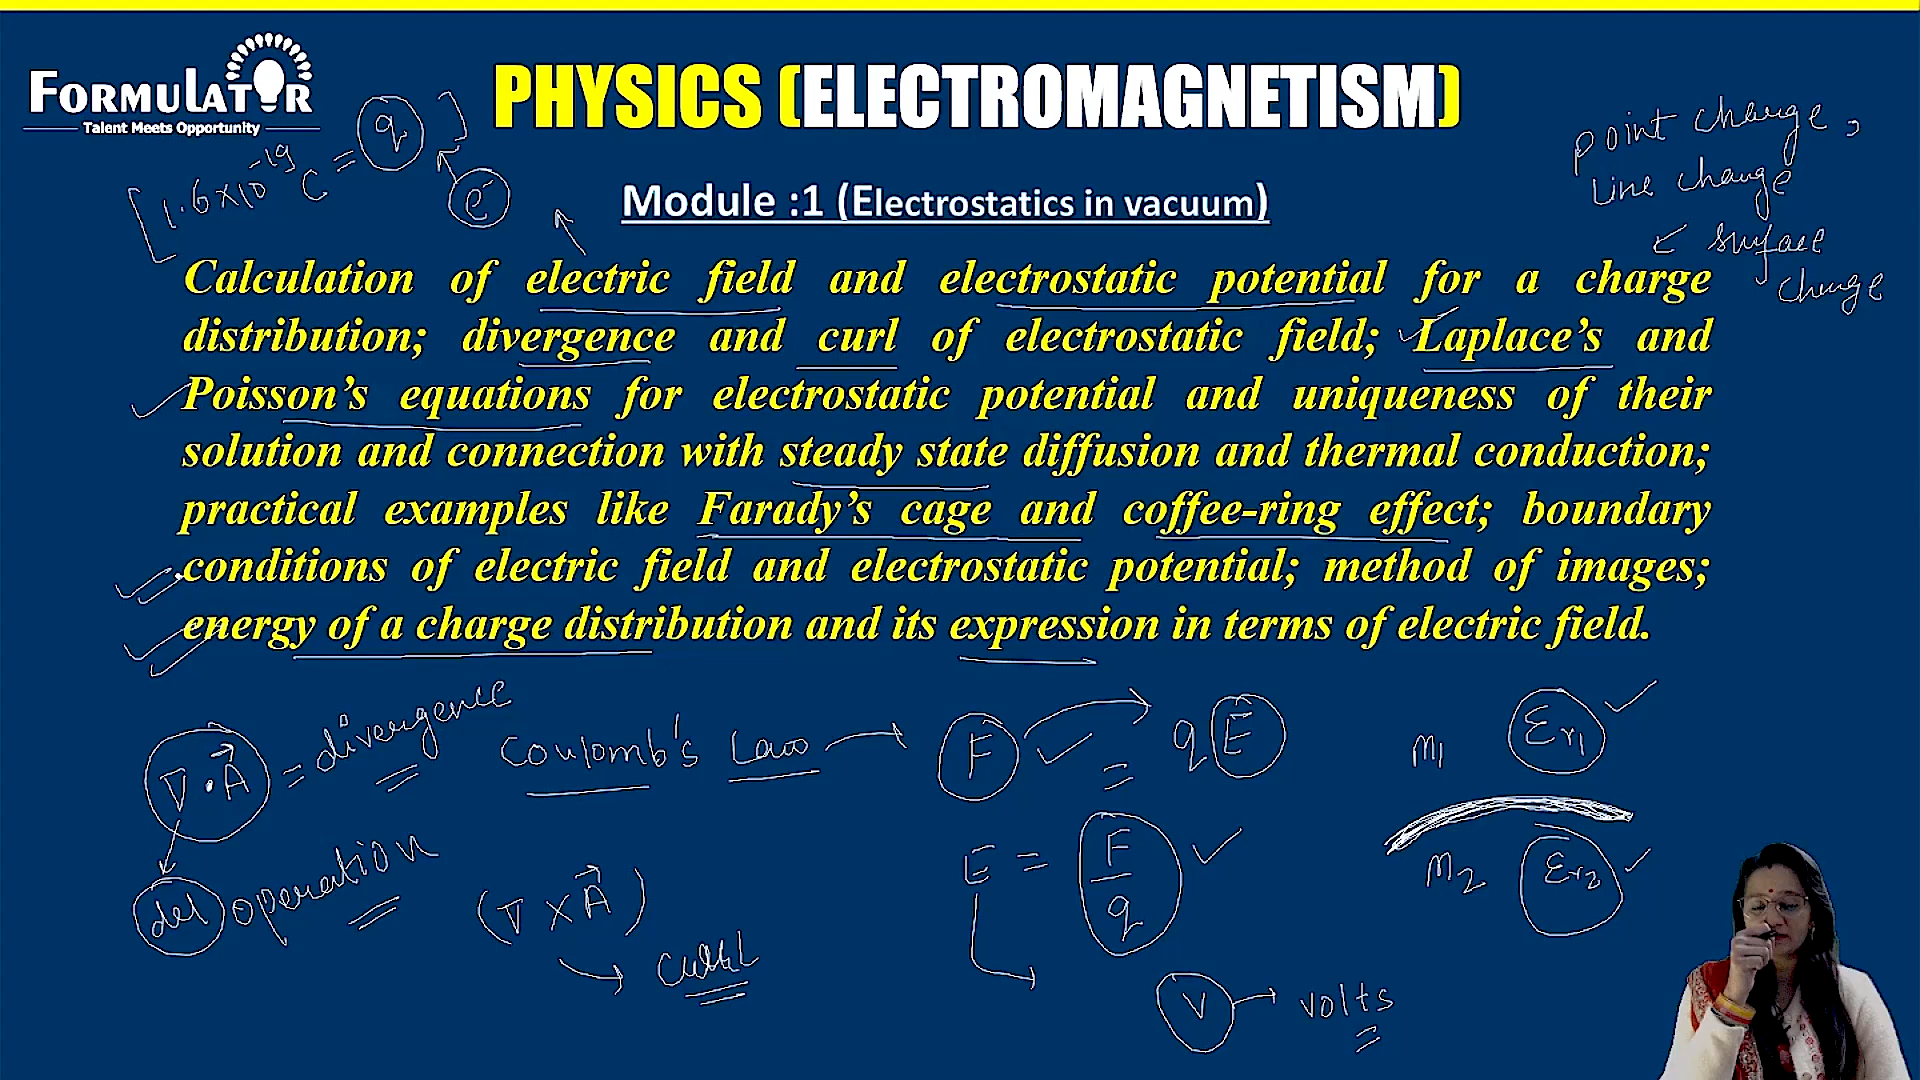 FORMULATOR
Talent Meets Opportunity
PHYSICS (ELECTROMAGNETISM)
[1.6×10⁻¹⁹ C = q]
e⁻
point charge,
Line charge
surface
charge
Module :1 (Electrostatics in vacuum)
Calculation of electric field and electrostatic potential for a charge
distribution; divergence and curl of electrostatic field; Laplace's and
Poisson's equations for electrostatic potential and uniqueness of their
solution and connection with steady state diffusion and thermal conduction;
practical examples like Farady's cage and coffee-ring effect; boundary
conditions of electric field and electrostatic potential; method of images;
energy of a charge distribution and its expression in terms of electric field.
∇·A⃗ = divergence
Coulomb's Law → F = qE
M1 εr1
del operation
(∇×A⃗)
→ curl
E = F/q
M2 εr2
V → volts